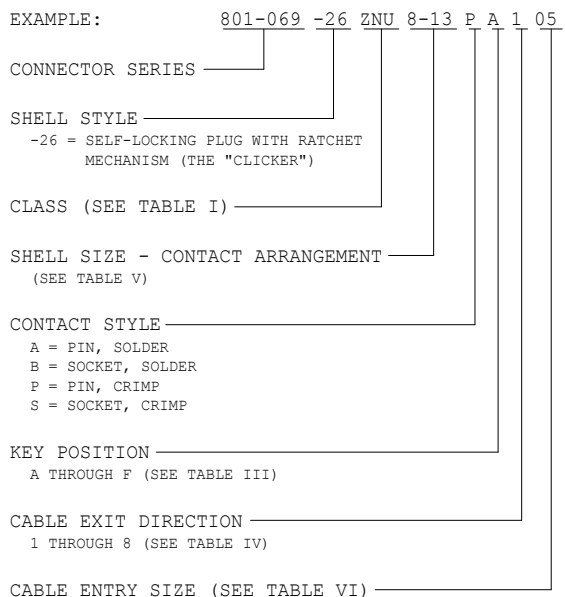 EXAMPLE: 801-069 -26 ZNU 8-13 P A 1 05
CONNECTOR SERIES
SHELL STYLE
-26 = SELF-LOCKING PLUG WITH RATCHET
MECHANISM (THE "CLICKER")
CLASS (SEE TABLE I)
SHELL SIZE - CONTACT ARRANGEMENT
(SEE TABLE V)
CONTACT STYLE
A = PIN, SOLDER
B = SOCKET, SOLDER
P = PIN, CRIMP
S = SOCKET, CRIMP
KEY POSITION
A THROUGH F (SEE TABLE III)
CABLE EXIT DIRECTION
1 THROUGH 8 (SEE TABLE IV)
CABLE ENTRY SIZE (SEE TABLE VI)